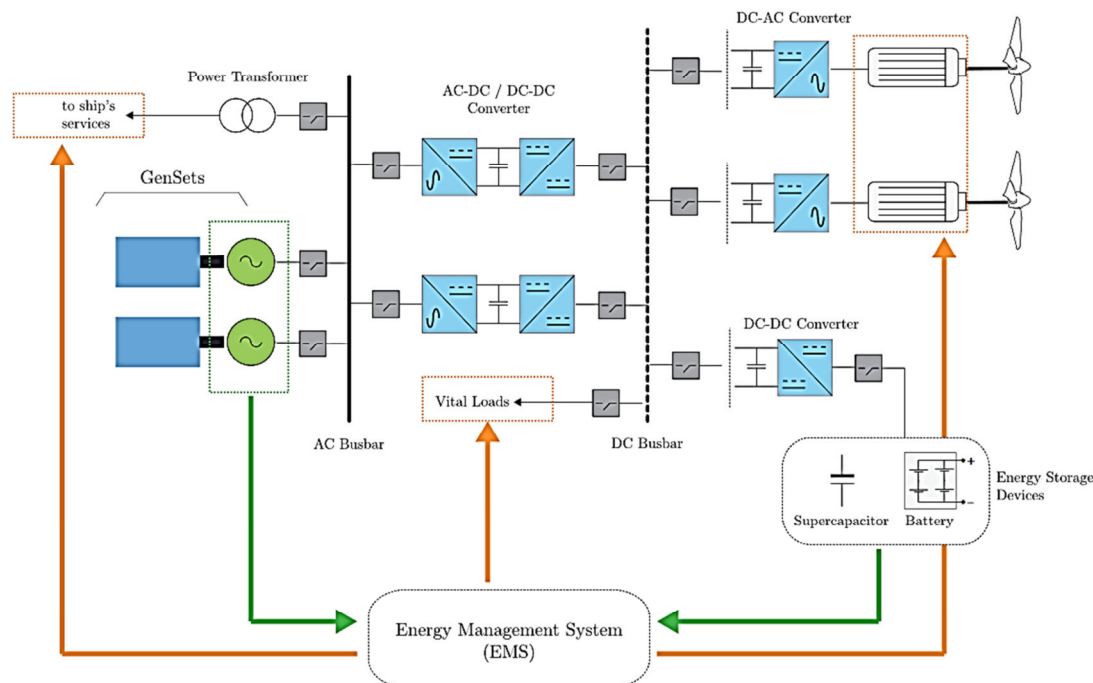 DC-AC Converter
Power Transformer
AC-DC / DC-DC
Converter
to ship's
services
GenSets
DC-DC Converter
Vital Loads
AC Busbar
DC Busbar
+
−
Energy Storage
Devices
Supercapacitor
Battery
Energy Management System
(EMS)